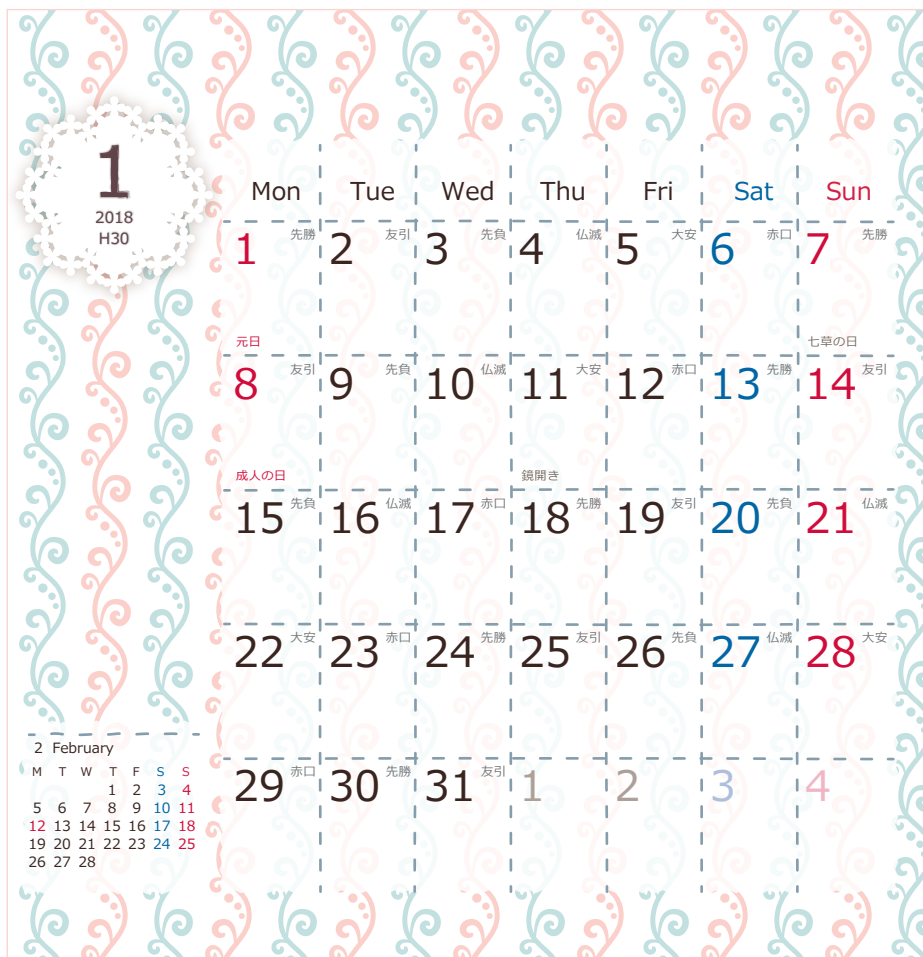 1
2018
H30
Mon Tue Wed Thu Fri Sat Sun
1 先勝 2 友引 3 先負 4 仏滅 5 大安 6 赤口 7 先勝
元日 七草の日
8 友引 9 先負 10 仏滅 11 大安 12 赤口 13 先勝 14 友引
成人の日 鏡開き
15 先負 16 仏滅 17 赤口 18 先勝 19 友引 20 先負 21 仏滅
22 大安 23 赤口 24 先勝 25 友引 26 先負 27 仏滅 28 大安
29 赤口 30 先勝 31 友引 1 2 3 4
2 February
M T W T F S S
1 2 3 4
5 6 7 8 9 10 11
12 13 14 15 16 17 18
19 20 21 22 23 24 25
26 27 28